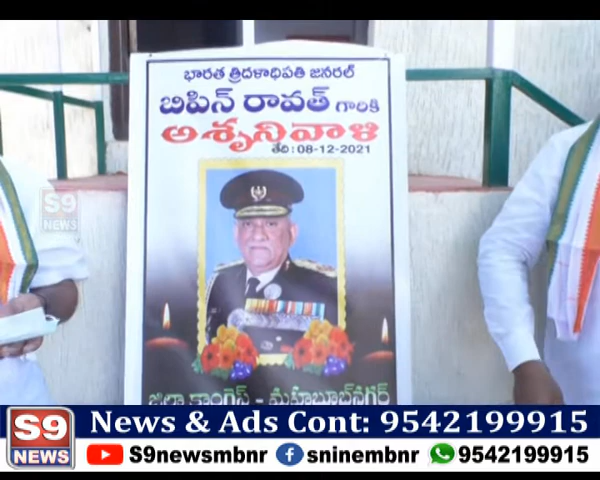 భారత త్రిదళాధిపతి జనరల్
బిపిన్ రావత్ గారికి
అశృనివాళి
తేది : 08-12-2021
S9
NEWS
జిల్లా కాంగ్రెస్ - మహబూబ్‌నగర్
S9
NEWS
News & Ads Cont: 9542199915
S9newsmbnr sninembnr 9542199915